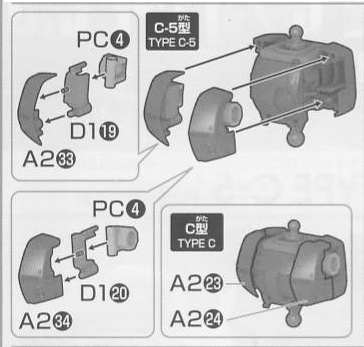 PC④
がた
C-5型
TYPE C-5
D1⑲
A2㉝
PC④
D1⑳
A2㉞
がた
C型
TYPE C
A2㉓
A2㉔